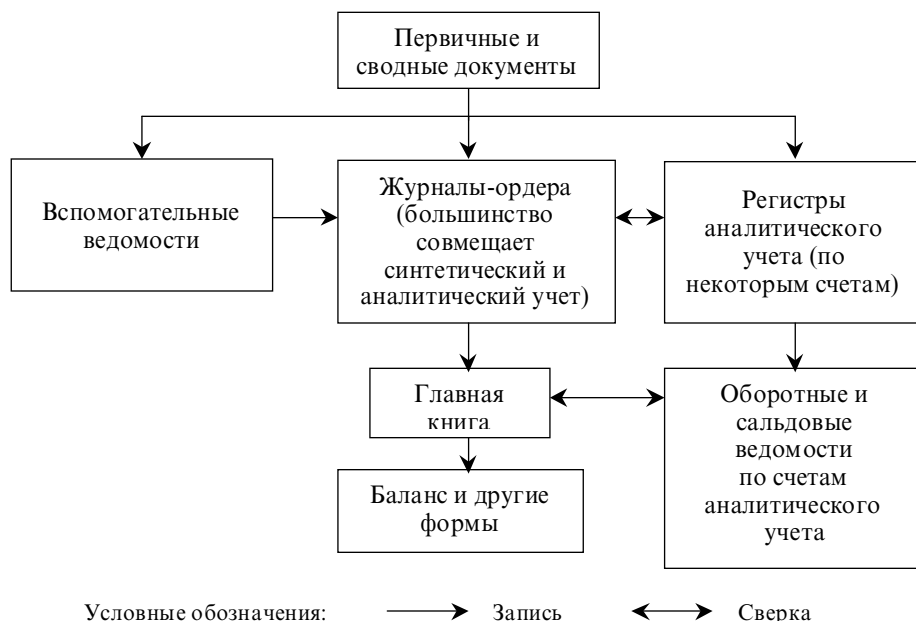 Первичные и
сводные документы
Вспомогательные
ведомости
Журналы-ордера
(большинство
совмещает
синтетический и
аналитический учет)
Регистры
аналитического
учета (по
некоторым счетам)
Главная
книга
Оборотные и
сальдовые
ведомости
по счетам
аналитического
учета
Баланс и другие
формы
Условные обозначения: Запись Сверка